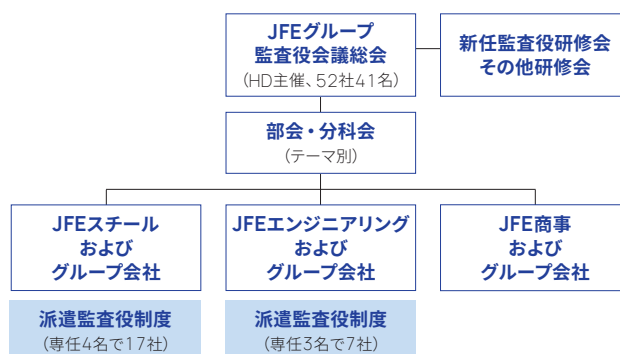 JFEグループ
監査役会議総会
（HD主催、52社41名）
新任監査役研修会
その他研修会
部会・分科会
（テーマ別）
JFEスチール
および
グループ会社
JFEエンジニアリング
および
グループ会社
JFE商事
および
グループ会社
派遣監査役制度
（専任4名で17社）
派遣監査役制度
（専任3名で7社）